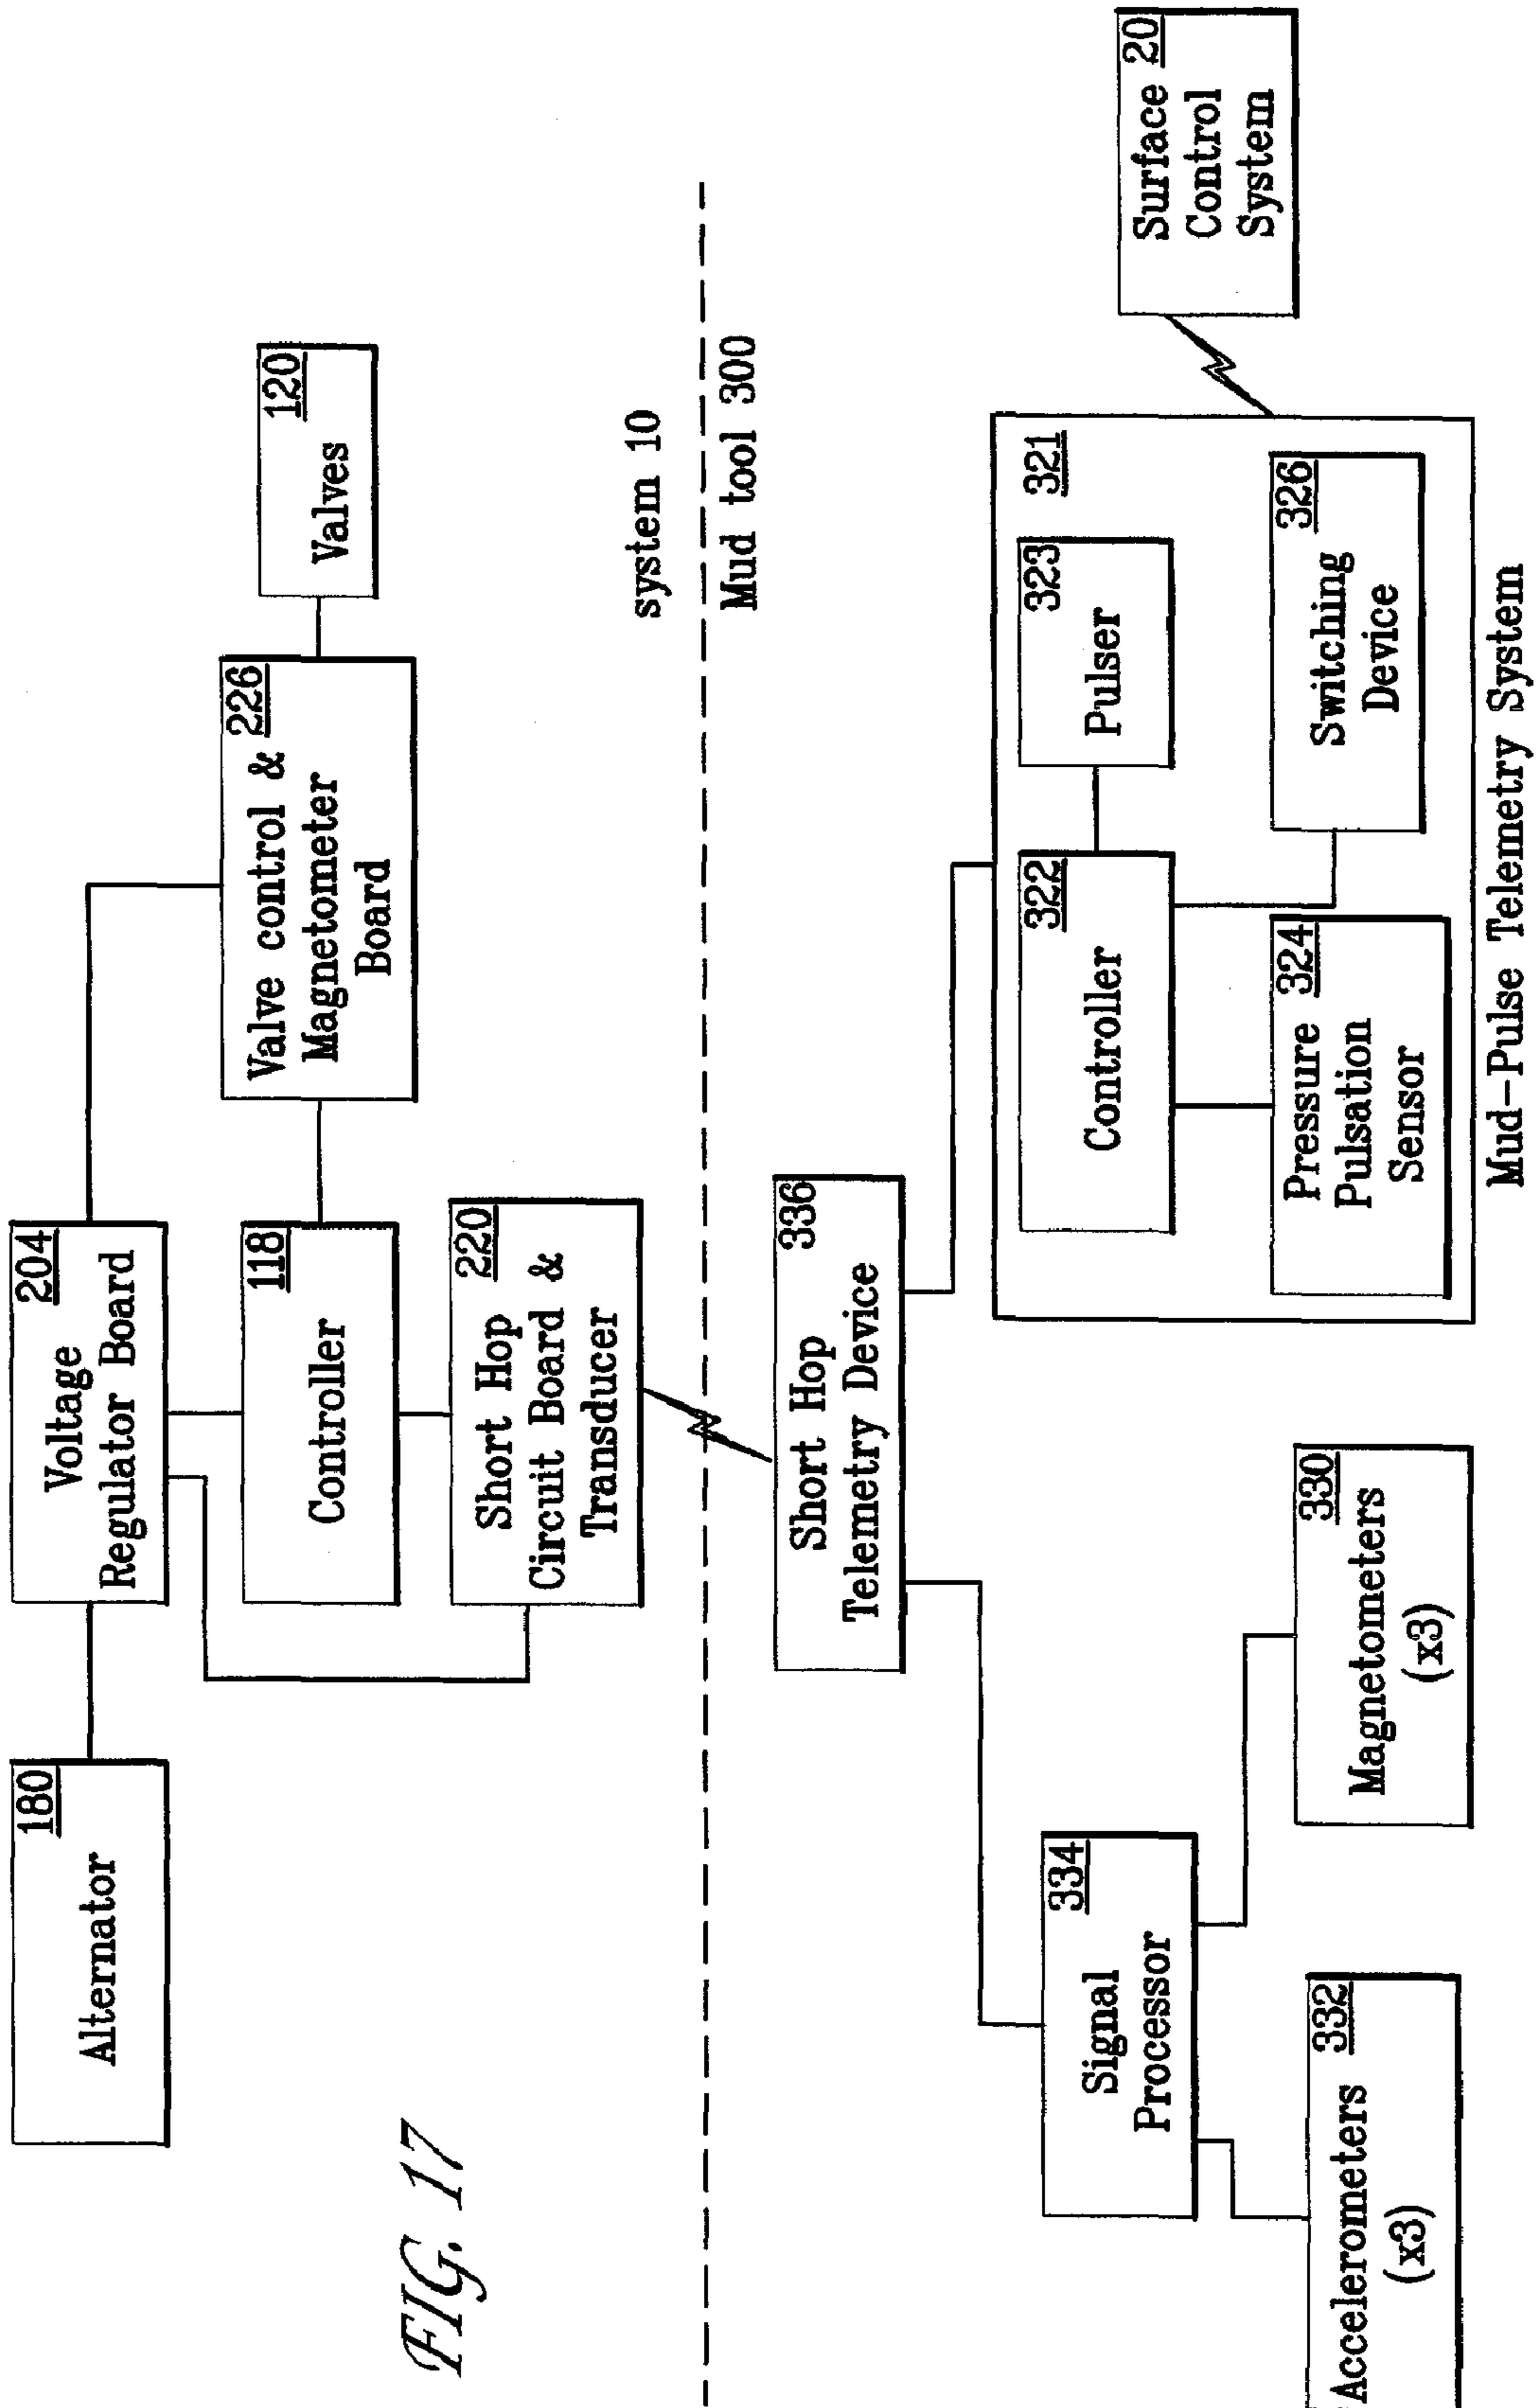 180
Alternator
204
Voltage
Regulator Board
118
Controller
220
Short Hop
Circuit Board &
Transducer
226
Valve control &
Magnetometer
Board
120
Valves
FIG. 17
system 10
Mud tool 300
336
Short Hop
Telemetry Device
334
Signal
Processor
332
Accelerometers
(x3)
330
Magnetometers
(x3)
321
322
Controller
323
Pulser
324
Pressure
Pulsation
Sensor
326
Switching
Device
Mud-Pulse Telemetry System
Surface 20
Control
System